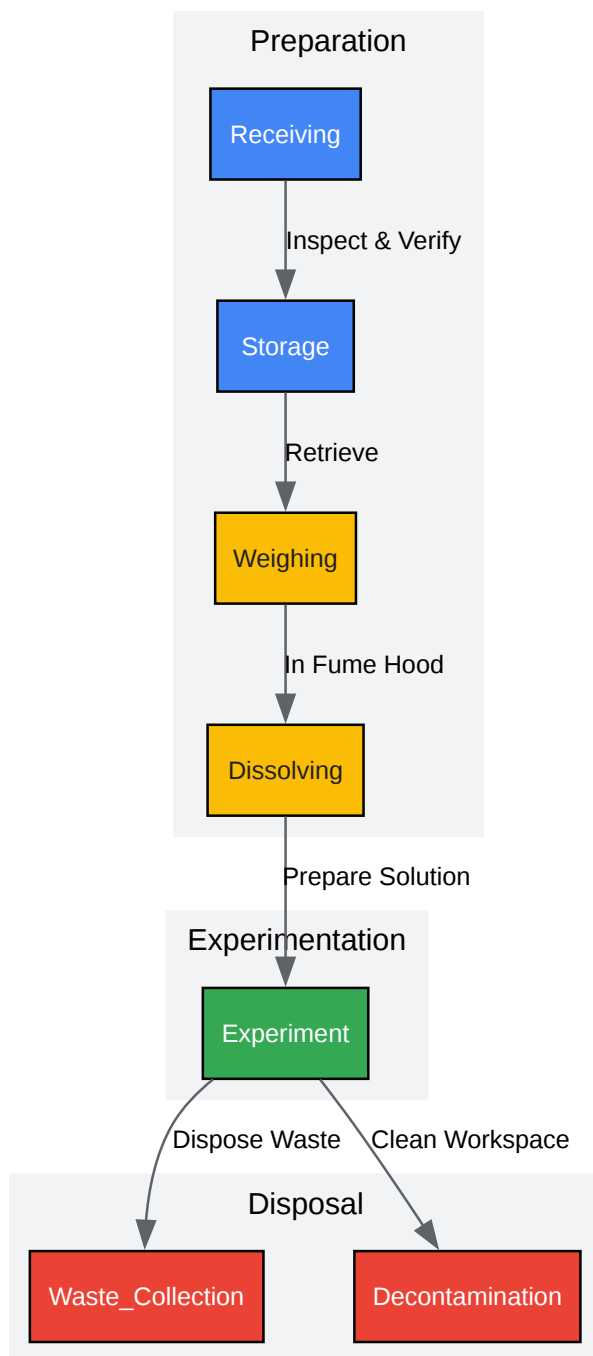 Preparation
Receiving
Inspect & Verify
Storage
Retrieve
Weighing
In Fume Hood
Dissolving
Prepare Solution
Experimentation
Experiment
Dispose Waste
Clean Workspace
Disposal
Waste_Collection
Decontamination